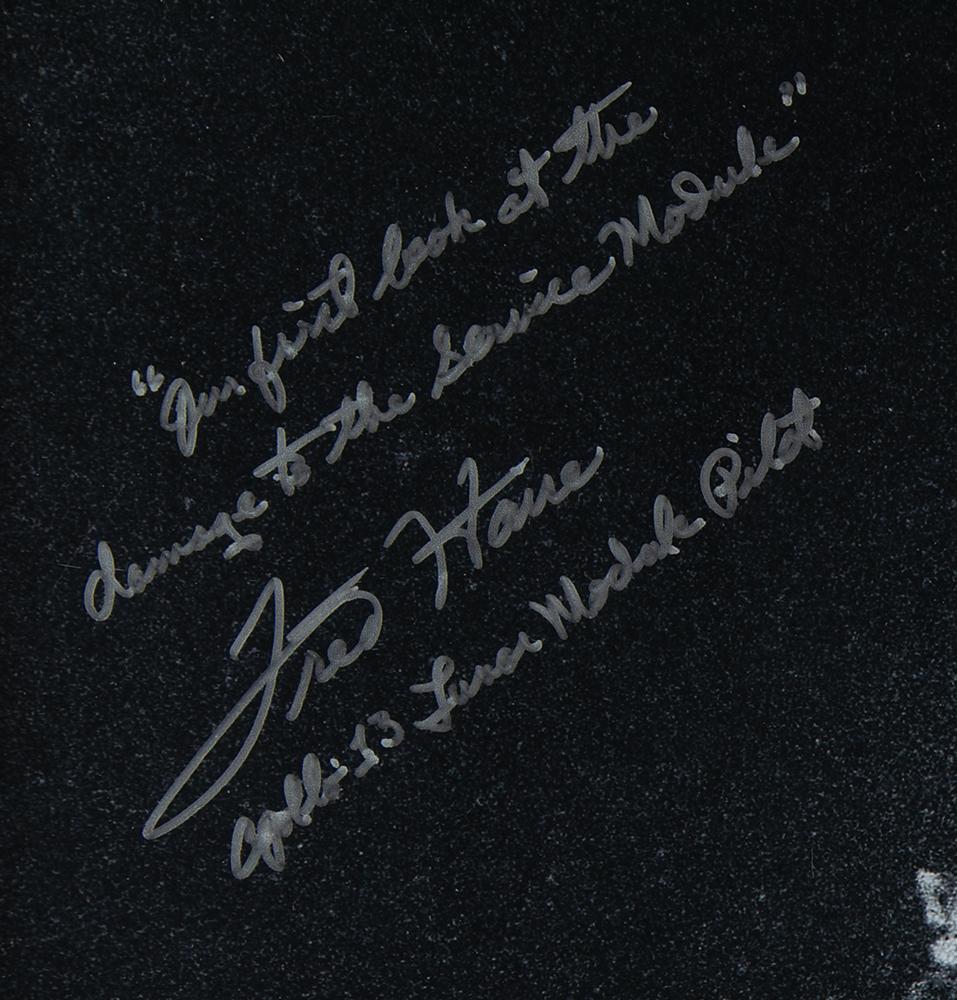 "Our first look at the
damage to the Service Module"
Fred Haise
Apollo 13 Lunar Module Pilot